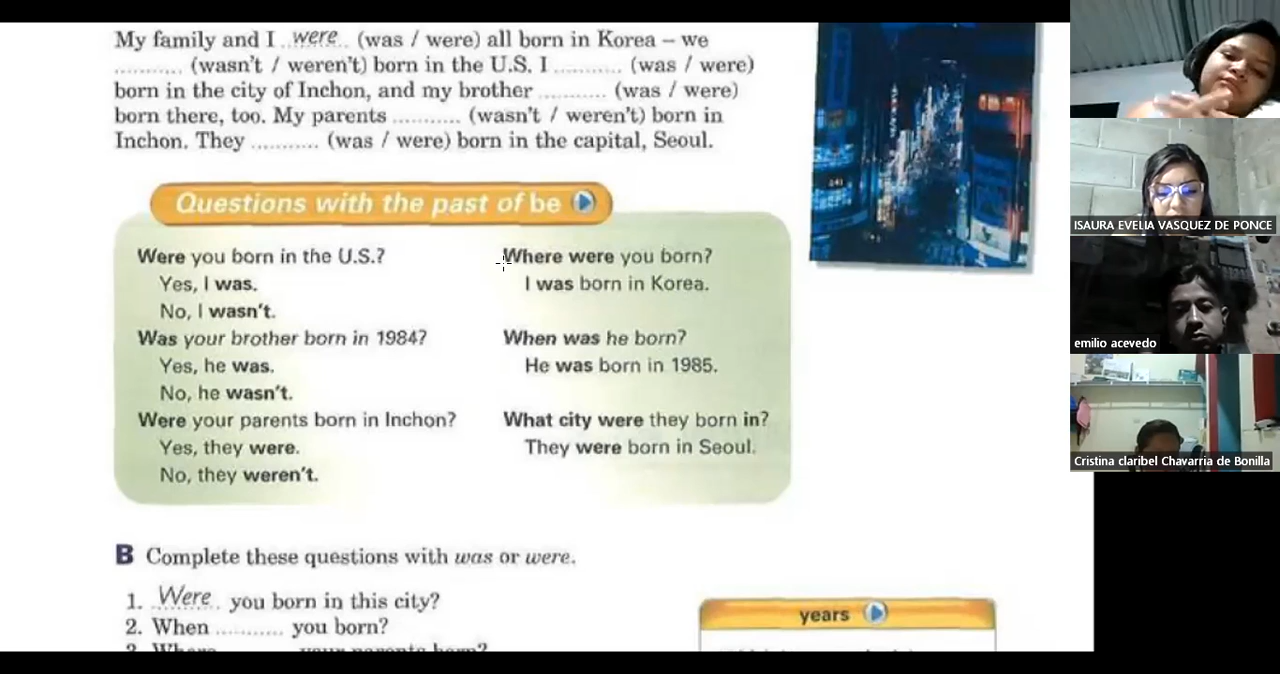 My family and I were (was / were) all born in Korea – we
.......... (wasn't / weren't) born in the U.S. I .......... (was / were)
born in the city of Inchon, and my brother .......... (was / were)
born there, too. My parents .......... (wasn't / weren't) born in
Inchon. They .......... (was / were) born in the capital, Seoul.
Questions with the past of be
Were you born in the U.S.?
Yes, I was.
No, I wasn't.
Was your brother born in 1984?
Yes, he was.
No, he wasn't.
Were your parents born in Inchon?
Yes, they were.
No, they weren't.
Where were you born?
I was born in Korea.
When was he born?
He was born in 1985.
What city were they born in?
They were born in Seoul.
B Complete these questions with was or were.
1. Were you born in this city?
2. When .......... you born?
3. Where .......... your parents born?
years
ISAURA EVELIA VASQUEZ DE PONCE
emilio acevedo
Cristina claribel Chavarria de Bonilla